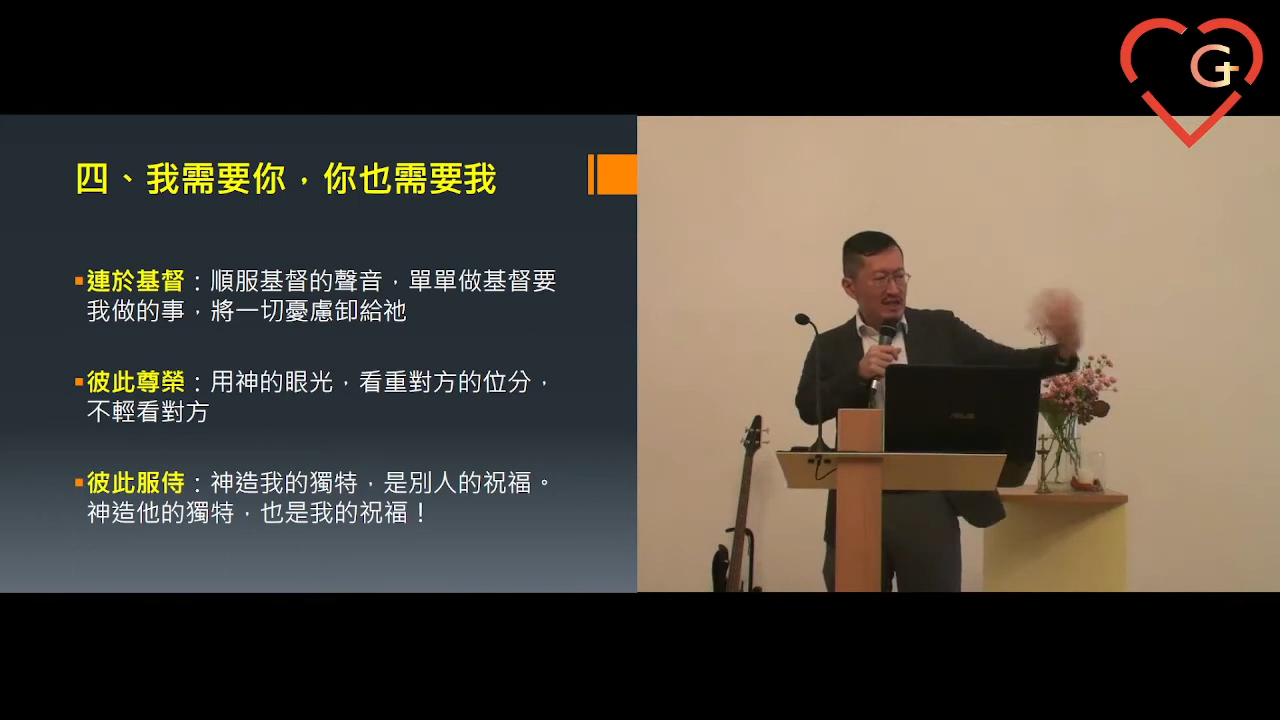 四、我需要你，你也需要我
連於基督：順服基督的聲音，單單做基督要
我做的事，將一切憂慮卸給祂
彼此尊榮：用神的眼光，看重對方的位分，
不輕看對方
彼此服侍：神造我的獨特，是別人的祝福。
神造他的獨特，也是我的祝福！
G
ASUS